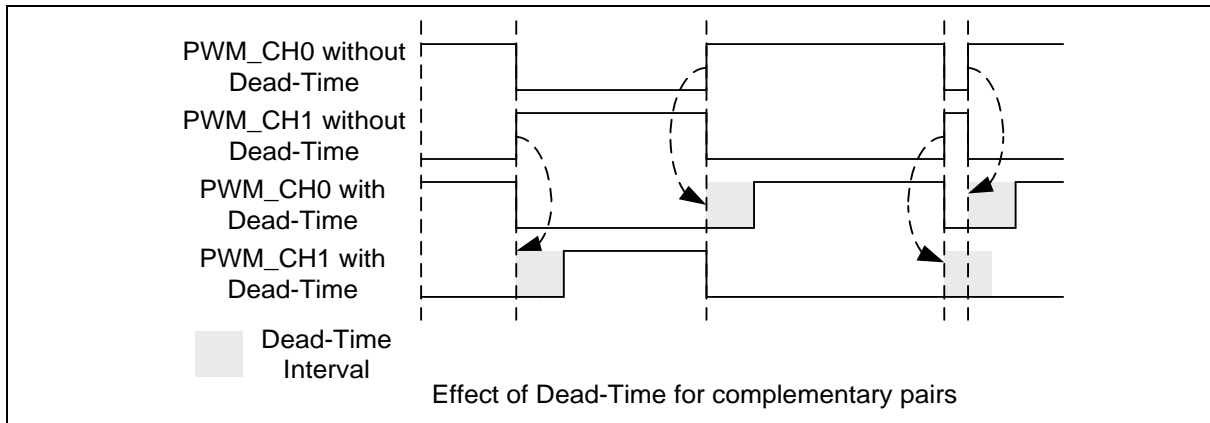 PWM_CH0 without
Dead-Time
PWM_CH1 without
Dead-Time
PWM_CH0 with
Dead-Time
PWM_CH1 with
Dead-Time
Dead-Time
Interval
Effect of Dead-Time for complementary pairs